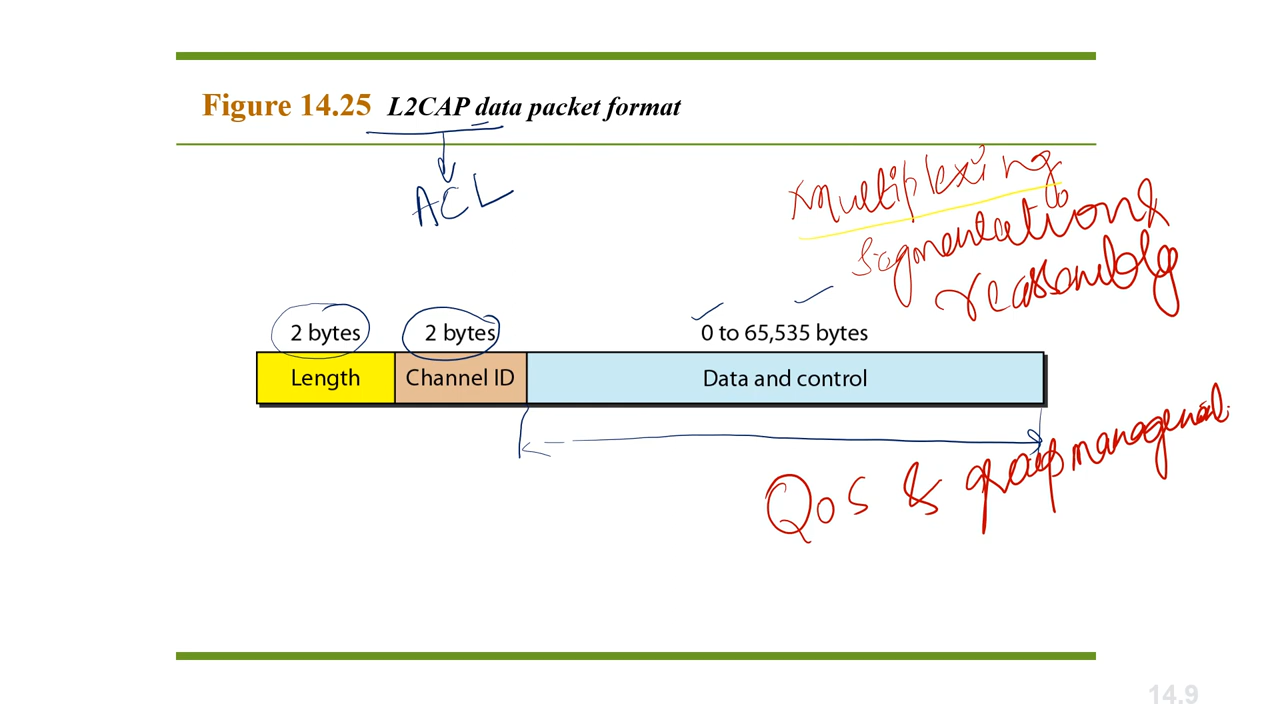 Figure 14.25 L2CAP data packet format
ACL
Multiplexing
Segmentation &
reassembly
2 bytes 2 bytes 0 to 65,535 bytes
Length Channel ID Data and control
QoS & group management
14.9